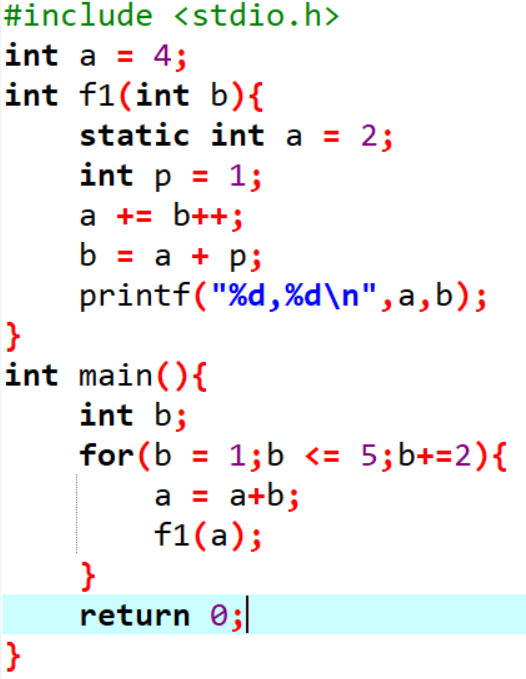 #include <stdio.h>
int a = 4;
int f1(int b){
    static int a = 2;
    int p = 1;
    a += b++;
    b = a + p;
    printf("%d,%d\n",a,b);
}
int main(){
    int b;
    for(b = 1;b <= 5;b+=2){
        a = a+b;
        f1(a);
    }
    return 0;
}